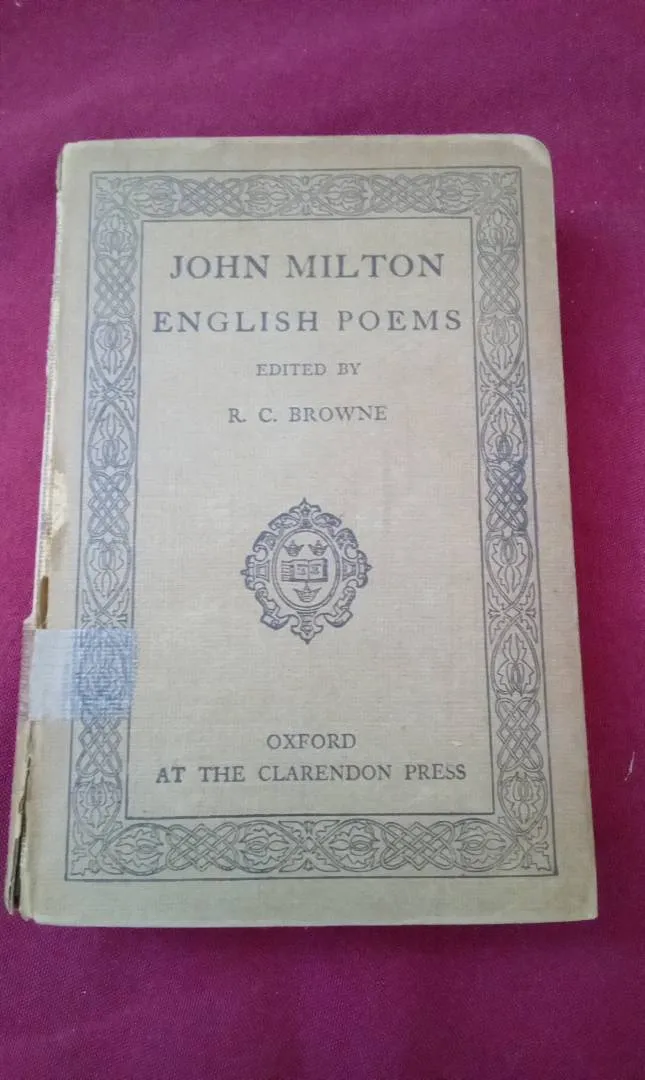 JOHN MILTON
ENGLISH POEMS
EDITED BY
R. C. BROWNE
OXFORD
AT THE CLARENDON PRESS